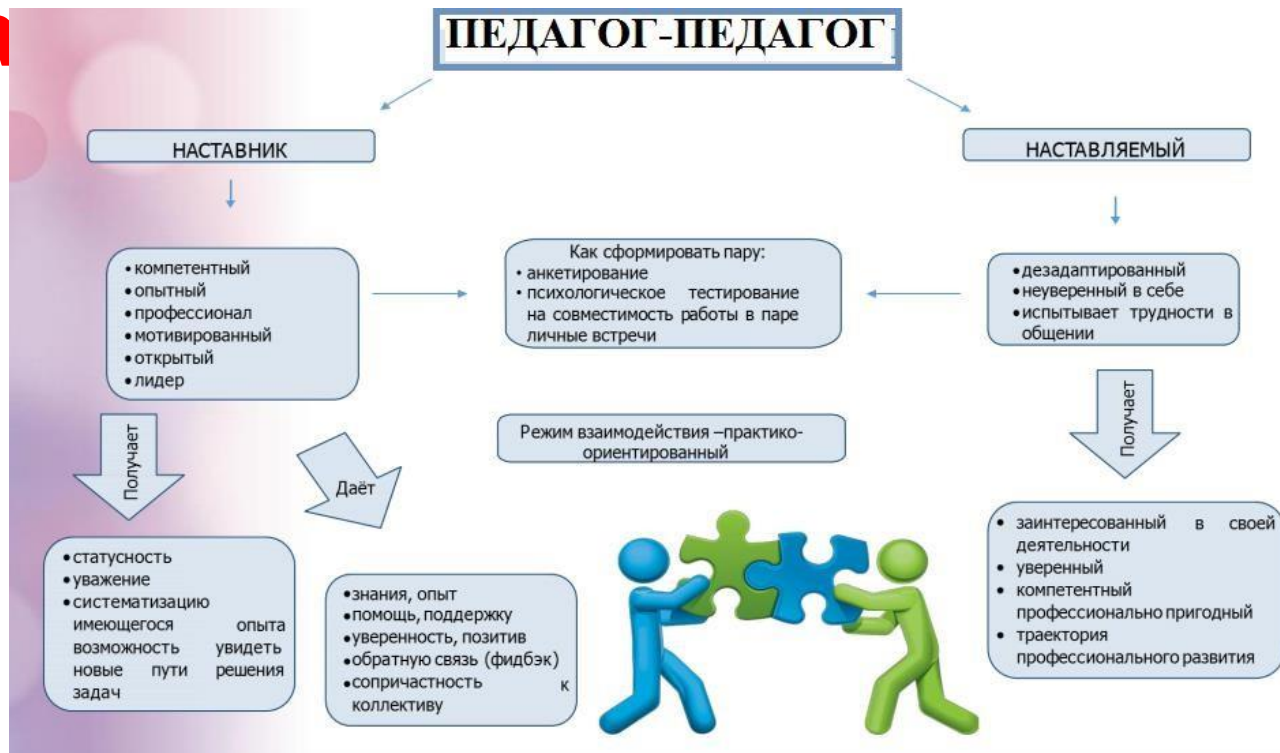 ПЕДАГОГ-ПЕДАГОГ
НАСТАВНИК
НАСТАВЛЯЕМЫЙ
• компетентный
• опытный
• профессионал
• мотивированный
• открытый
• лидер
Как сформировать пару:
• анкетирование
• психологическое тестирование
на совместимость работы в паре
личные встречи
• дезадаптированный
• неуверенный в себе
• испытывает трудности в
общении
Получает
Даёт
Режим взаимодействия –практико-
ориентированный
Получает
• статусность
• уважение
• систематизацию
имеющегося опыта
возможность увидеть
новые пути решения
задач
• знания, опыт
• помощь, поддержку
• уверенность, позитив
• обратную связь (фидбэк)
• сопричастность к
коллективу
• заинтересованный в своей
деятельности
• уверенный
• компетентный
профессионально пригодный
• траектория
профессионального развития